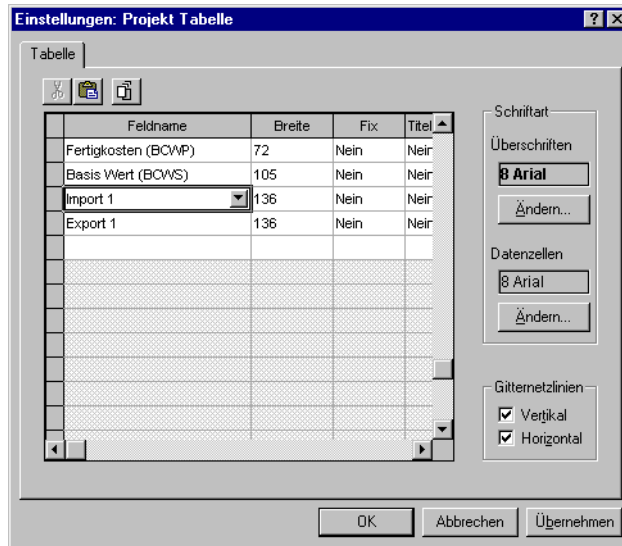 Einstellungen: Projekt Tabelle
Tabelle
Feldname Breite Fix Titel
Fertigkosten (BCWP) 72 Nein Nein
Basis Wert (BCWS) 105 Nein Nein
Import 1 136 Nein Nein
Export 1 136 Nein Nein
Schriftart
Überschriften
8 Arial
Ändern...
Datenzellen
8 Arial
Ändern...
Gitternetzlinien
Vertikal
Horizontal
OK Abbrechen Übernehmen